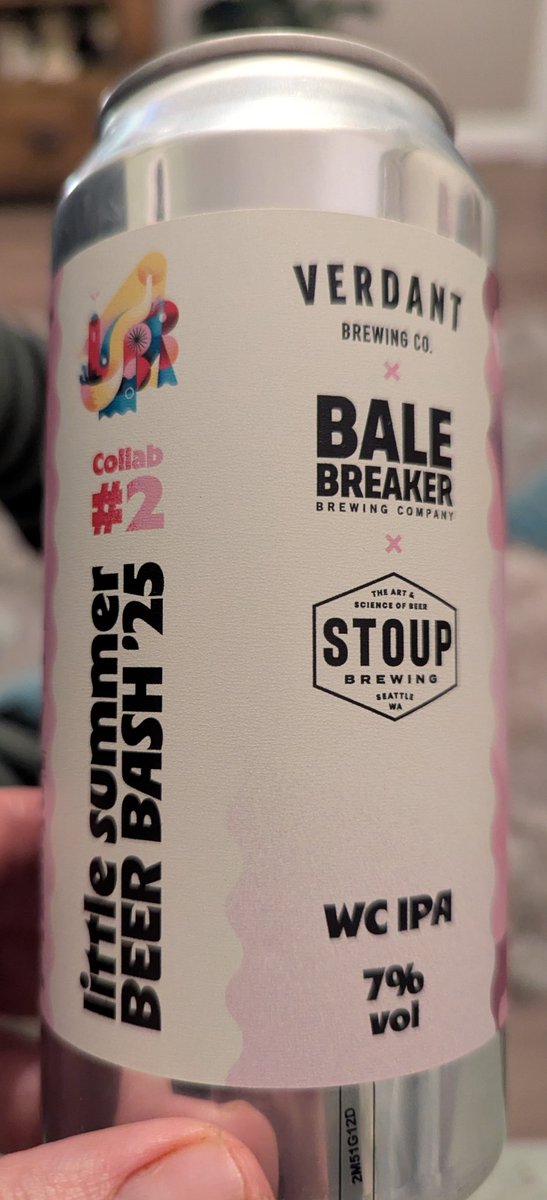 Collab
#2
little summer
BEER BASH '25
VERDANT
BREWING CO.
×
BALE
BREAKER
BREWING COMPANY
×
THE ART &
SCIENCE OF BEER
STOUP
BREWING
SEATTLE
WA
WC IPA
7%
vol
2M51G12D